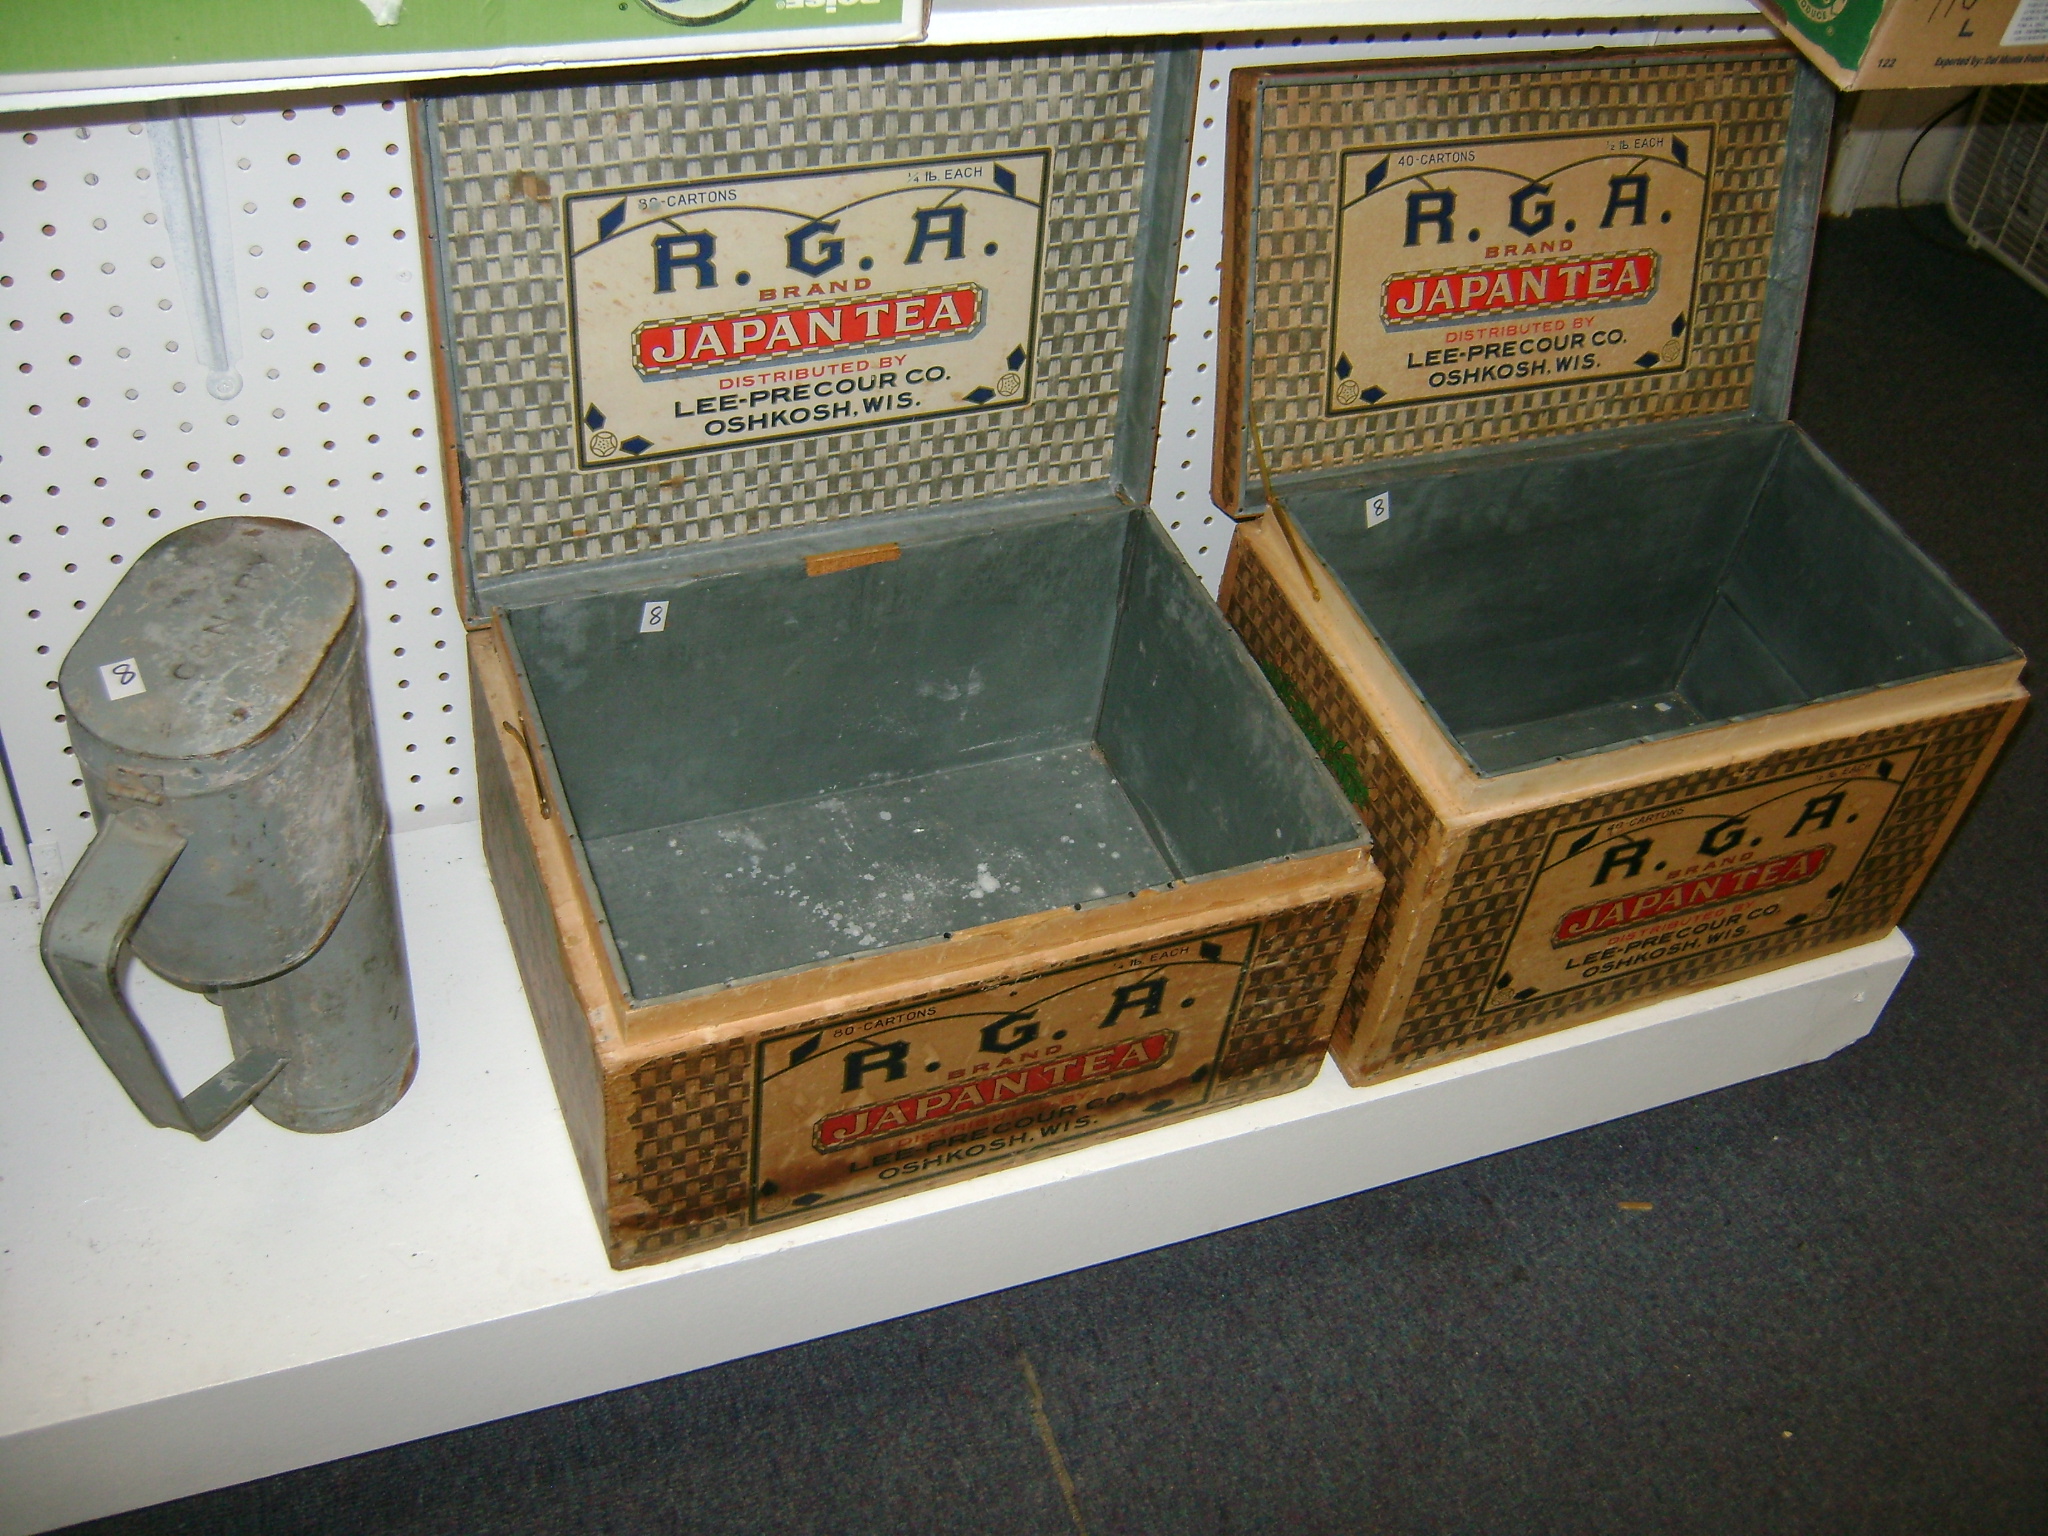 122
L
8
80-CARTONS
¼ lb. EACH
R. G. A.
BRAND
JAPAN TEA
DISTRIBUTED BY
LEE-PRECOUR CO.
OSHKOSH, WIS.
8
80-CARTONS
¼ lb. EACH
R. G. A.
BRAND
JAPAN TEA
DISTRIBUTED BY
LEE-PRECOUR CO.
OSHKOSH, WIS.
40-CARTONS
½ lb. EACH
R. G. A.
BRAND
JAPAN TEA
DISTRIBUTED BY
LEE-PRECOUR CO.
OSHKOSH, WIS.
8
40-CARTONS
½ lb. EACH
R. G. A.
BRAND
JAPAN TEA
DISTRIBUTED BY
LEE-PRECOUR CO.
OSHKOSH, WIS.